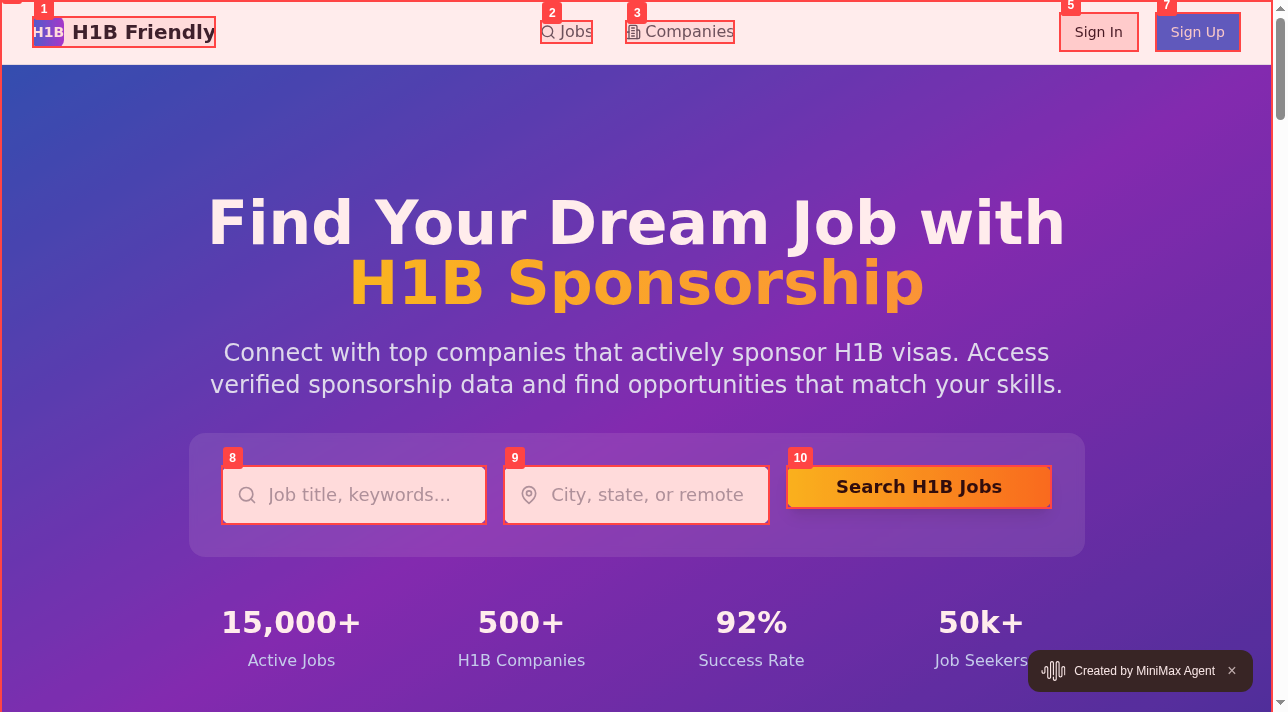 1
H1B H1B Friendly
2
Jobs
3
Companies
5
Sign In
7
Sign Up
Find Your Dream Job with
H1B Sponsorship
Connect with top companies that actively sponsor H1B visas. Access
verified sponsorship data and find opportunities that match your skills.
8
Job title, keywords...
9
City, state, or remote
10
Search H1B Jobs
15,000+
Active Jobs
500+
H1B Companies
92%
Success Rate
50k+
Job Seekers
Created by MiniMax Agent ×